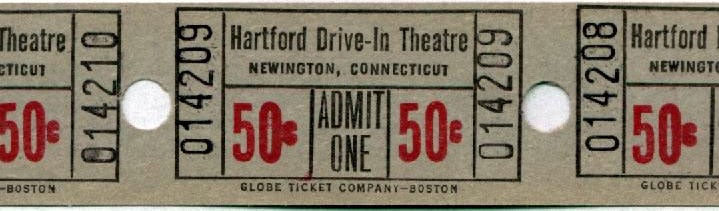 Theatre
CTICUT
50¢
014210
-BOSTON
014209
Hartford Drive-In Theatre
NEWINGTON, CONNECTICUT
50¢
ADMIT
ONE
50¢
014209
GLOBE TICKET COMPANY-BOSTON
014208
Hartford
NEWINGTO
50¢
GLOBE TICK